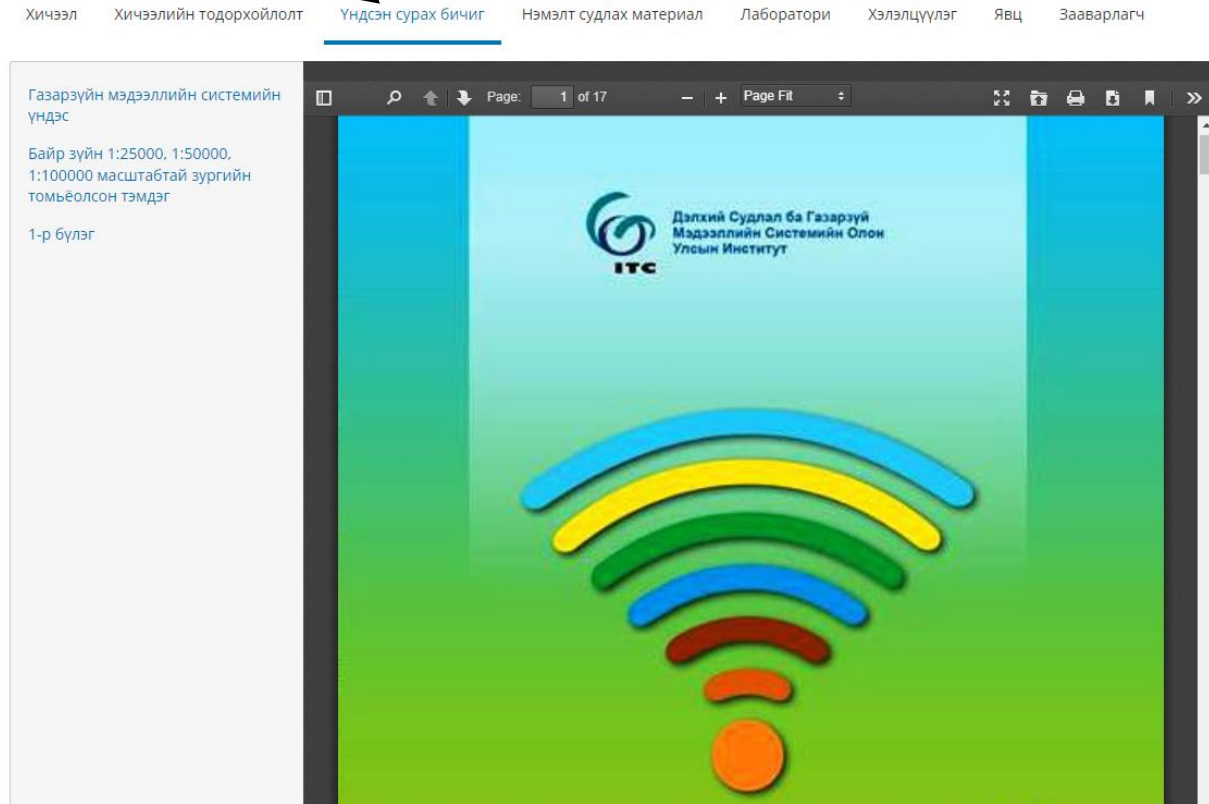 Хичээл Хичээлийн тодорхойлолт Үндсэн сурах бичиг Нэмэлт судлах материал Лаборатори Хэлэлцүүлэг Явц Зааварлагч
Газарзүйн мэдээллийн системийн
үндэс
Байр зүйн 1:25000, 1:50000,
1:100000 масштабтай зургийн
томьёолсон тэмдэг
1-р бүлэг
Page: 1 of 17 Page Fit
Дэлхий Судлал ба Газарзүй
Мэдээллийн Системийн Олон
Улсын Институт
ITC